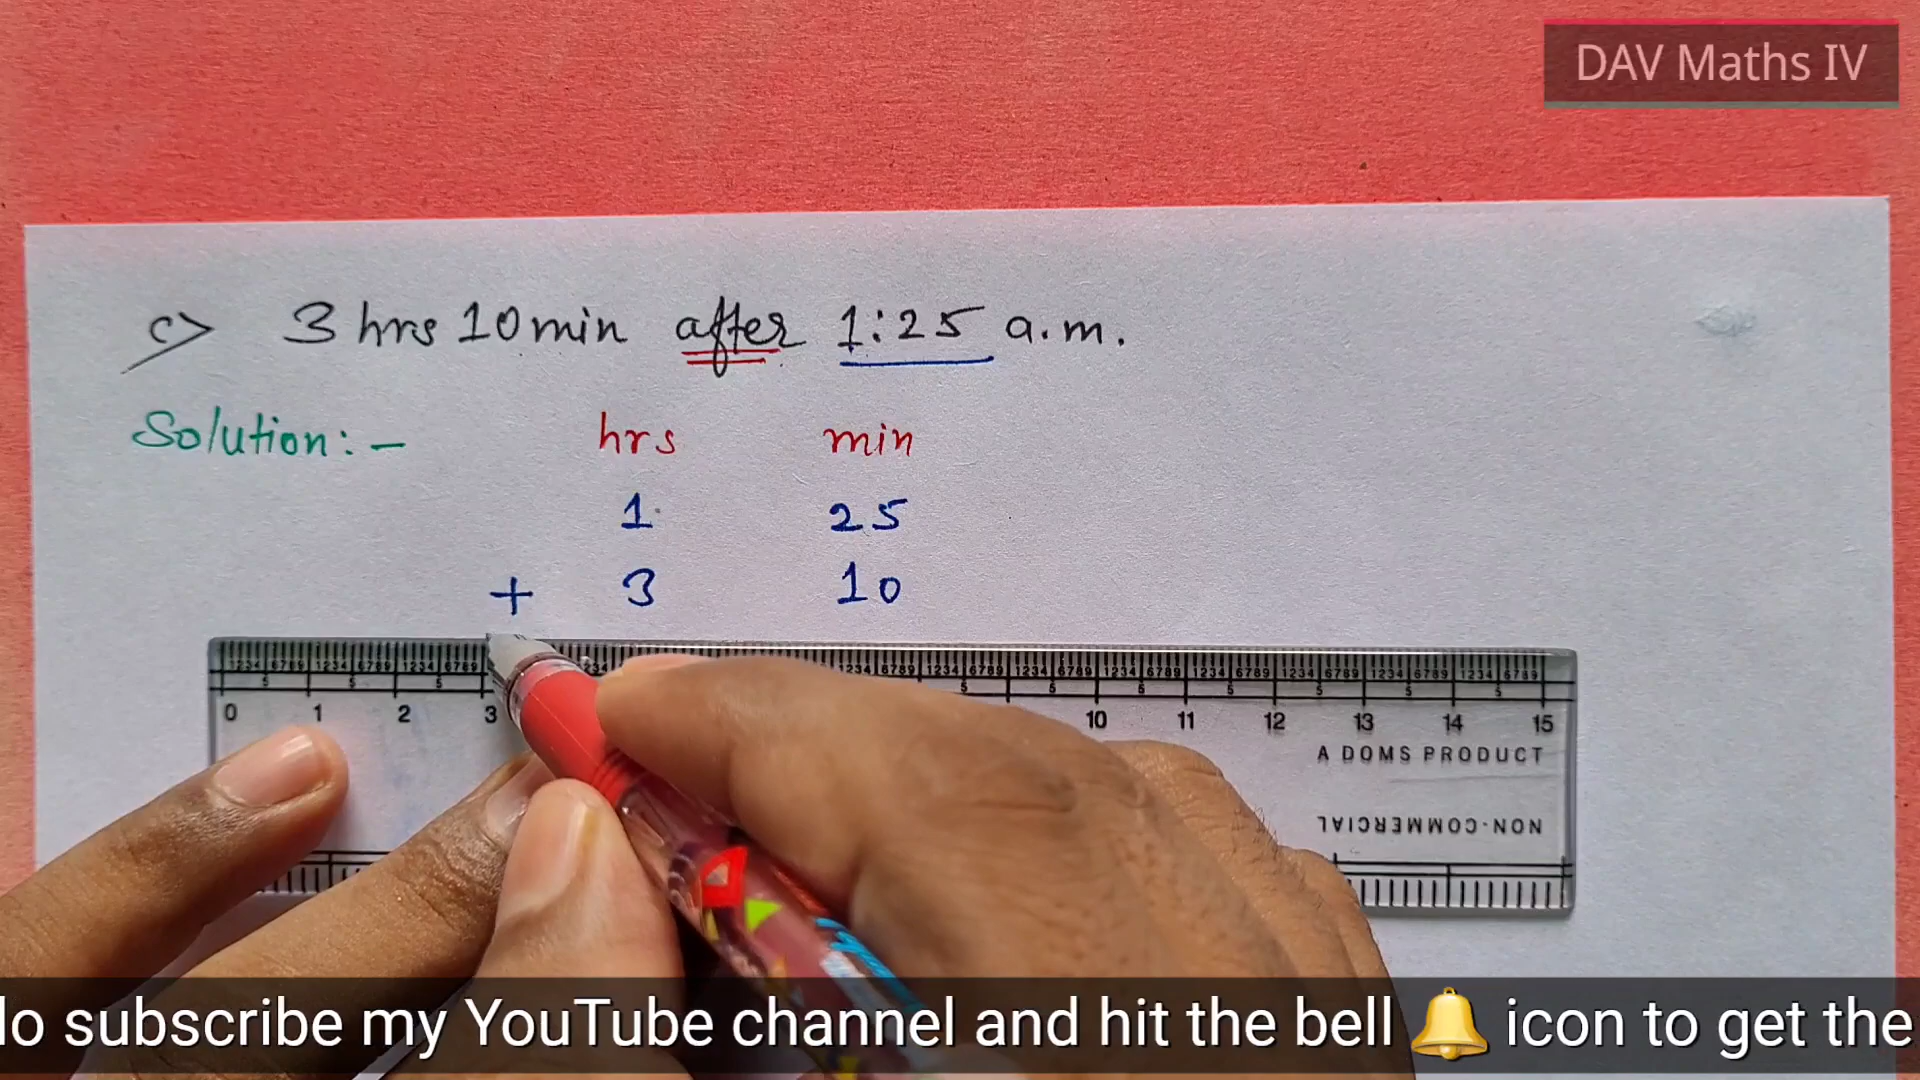 DAV Maths IV
c> 3 hrs 10 min after 1:25 a.m.
Solution:-
hrs min
1 25
+ 3 10
0 1 2 3 10 11 12 13 14 15
A DOMS PRODUCT
NON-COMMERCIAL
subscribe my YouTube channel and hit the bell 🔔 icon to get the